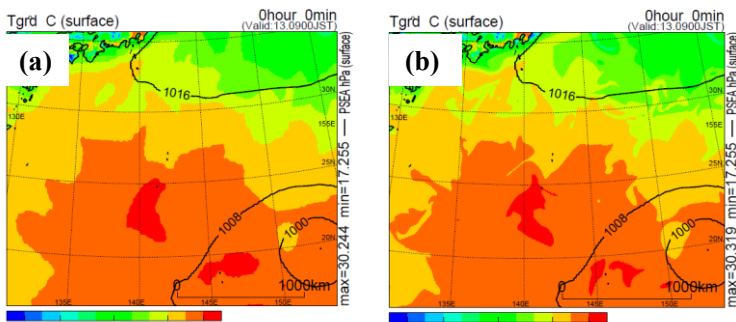 Tgrd C (surface)
0hour 0min
(Valid:13.0900JST)
(a)
1016
30N
130E
155E
25N
1008
1000
20N
0
1000km
135E
140E
145E
150E
max=30.244 min=17.255 — PSEA hPa (surface)
Tgrd C (surface)
0hour 0min
(Valid:13.0900JST)
(b)
1016
30N
130E
155E
25N
1008
1000
20N
0
1000km
135E
140E
145E
150E
max=30.319 min=17.255 — PSEA hPa (surface)